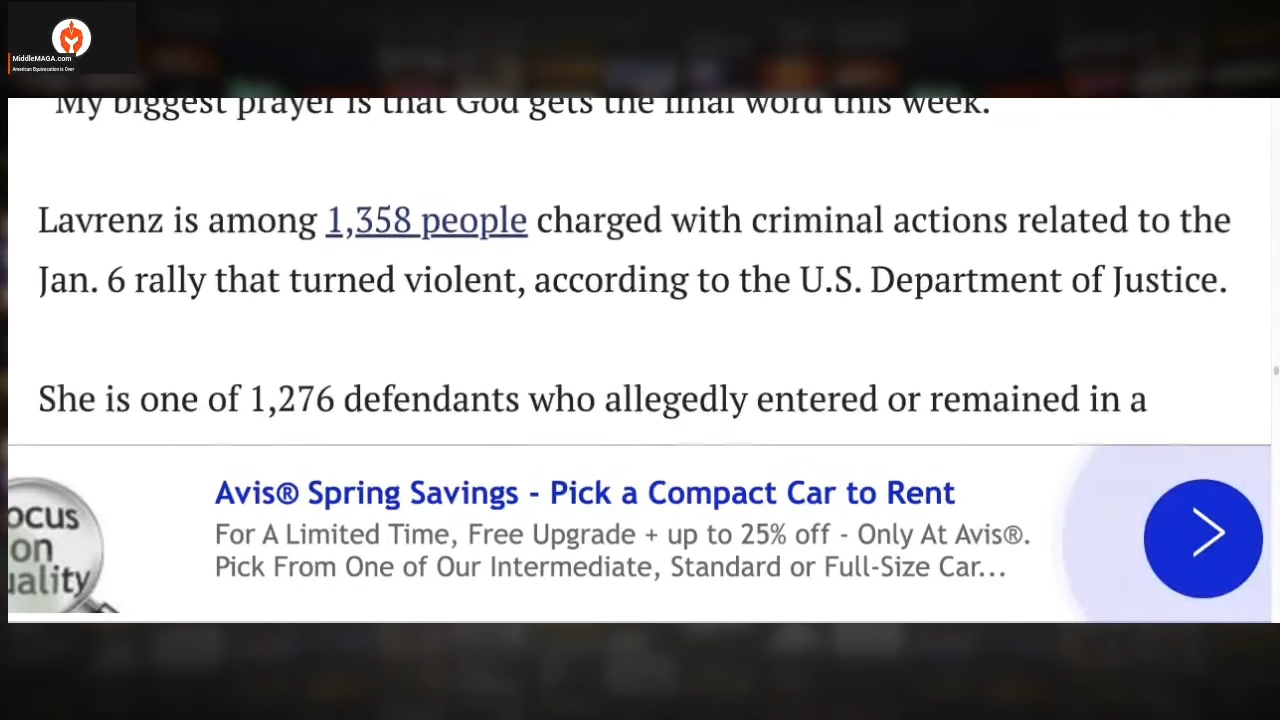 MiddleMAGA.com
American Equivocation is Over
"My biggest prayer is that God gets the final word this week.
Lavrenz is among 1,358 people charged with criminal actions related to the
Jan. 6 rally that turned violent, according to the U.S. Department of Justice.
She is one of 1,276 defendants who allegedly entered or remained in a
ocus
on
uality
Avis® Spring Savings - Pick a Compact Car to Rent
For A Limited Time, Free Upgrade + up to 25% off - Only At Avis®.
Pick From One of Our Intermediate, Standard or Full-Size Car...